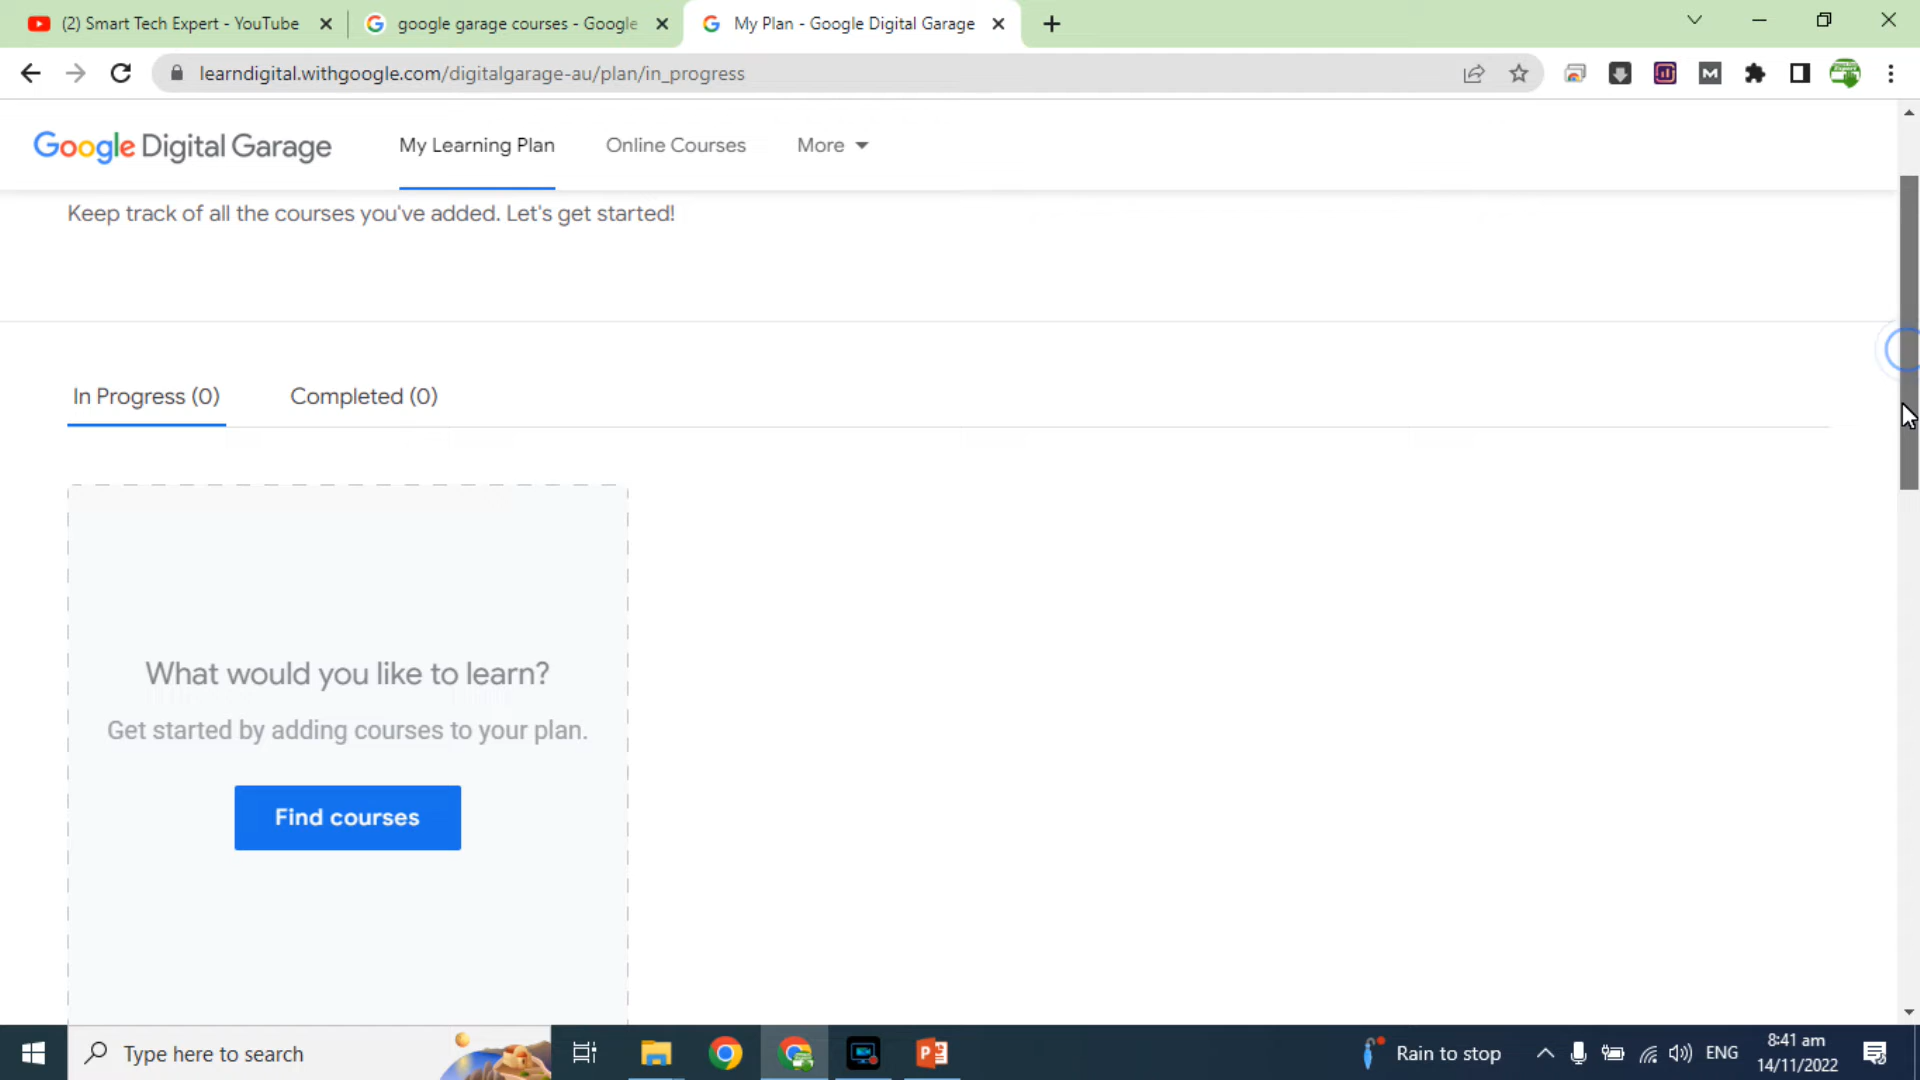 (2) Smart Tech Expert - YouTube
google garage courses - Google
My Plan - Google Digital Garage
learndigital.withgoogle.com/digitalgarage-au/plan/in_progress
Google Digital Garage
My Learning Plan
Online Courses
More
Keep track of all the courses you've added. Let's get started!
In Progress (0)
Completed (0)
What would you like to learn?
Get started by adding courses to your plan.
Find courses
Type here to search
Rain to stop
ENG
8:41 am
14/11/2022